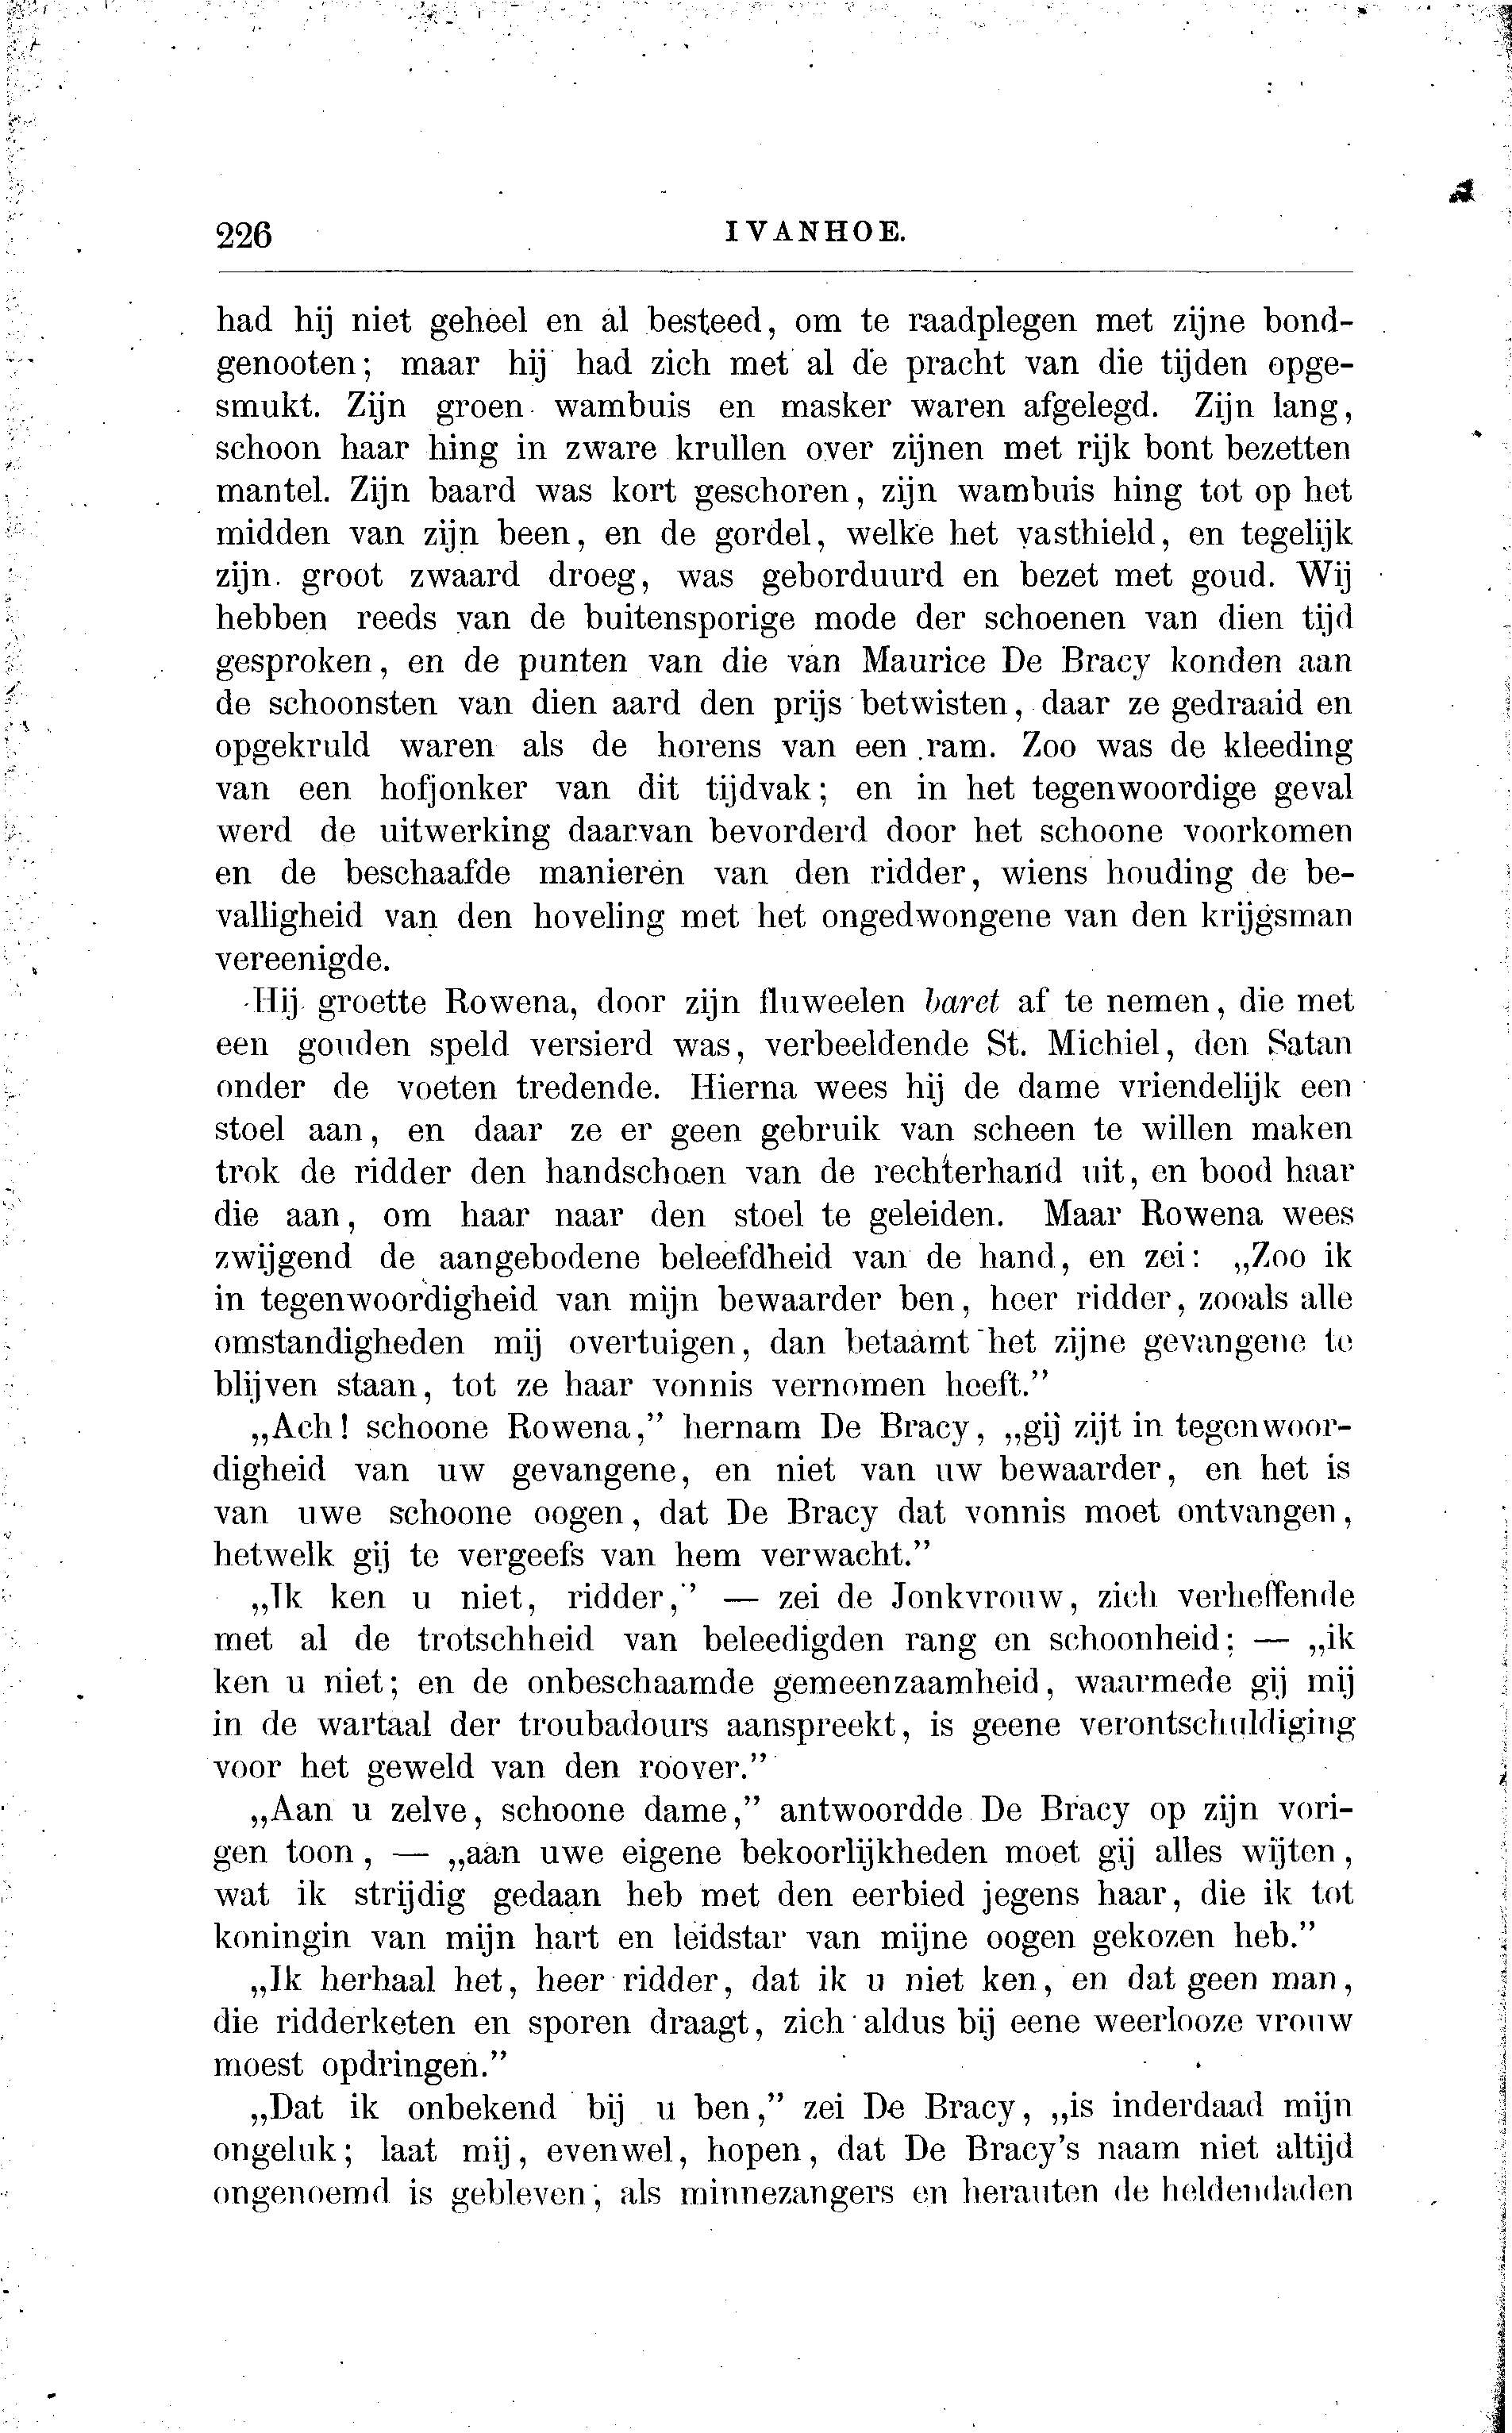 226
IVANHOE.
had hij niet geheel en al besteed, om te raadplegen met zijne bond-
genooten; maar hij had zich met al de pracht van die tijden opge-
smukt. Zijn groen wambuis en masker waren afgelegd. Zijn lang,
schoon haar hing in zware krullen over zijnen met rijk bont bezetten
mantel. Zijn baard was kort geschoren, zijn wambuis hing tot op het
midden van zijn been, en de gordel, welke het vasthield, en tegelijk
zijn groot zwaard droeg, was geborduurd en bezet met goud. Wij
hebben reeds van de buitensporige mode der schoenen van dien tijd
gesproken, en de punten van die van Maurice De Bracy konden aan
de schoonsten van dien aard den prijs betwisten, daar ze gedraaid en
opgekruld waren als de horens van een ram. Zoo was de kleeding
van een hofjonker van dit tijdvak; en in het tegenwoordige geval
werd de uitwerking daarvan bevorderd door het schoone voorkomen
en de beschaafde manieren van den ridder, wiens houding de be-
valligheid van den hoveling met het ongedwongene van den krijgsman
vereenigde.
Hij groette Rowena, door zijn fluweelen baret af te nemen, die met
een gouden speld versierd was, verbeeldende St. Michiel, den Satan
onder de voeten tredende. Hierna wees hij de dame vriendelijk een
stoel aan, en daar ze er geen gebruik van scheen te willen maken
trok de ridder den handschoen van de rechterhand uit, en bood haar
die aan, om haar naar den stoel te geleiden. Maar Rowena wees
zwijgend de aangebodene beleefdheid van de hand, en zei: „Zoo ik
in tegenwoordigheid van mijn bewaarder ben, heer ridder, zooals alle
omstandigheden mij overtuigen, dan betaamt het zijne gevangene te
blijven staan, tot ze haar vonnis vernomen heeft.”
„Ach! schoone Rowena,” hernam De Bracy, „gij zijt in tegenwoor-
digheid van uw gevangene, en niet van uw bewaarder, en het is
van uwe schoone oogen, dat De Bracy dat vonnis moet ontvangen,
hetwelk gij te vergeefs van hem verwacht.”
„Ik ken u niet, ridder,” — zei de Jonkvrouw, zich verheffende
met al de trotschheid van beleedigden rang en schoonheid; — „ik
ken u niet; en de onbeschaamde gemeenzaamheid, waarmede gij mij
in de wartaal der troubadours aanspreekt, is geene verontschuldiging
voor het geweld van den roover.”
„Aan u zelve, schoone dame,” antwoordde De Bracy op zijn vori-
gen toon, — „aan uwe eigene bekoorlijkheden moet gij alles wijten,
wat ik strijdig gedaan heb met den eerbied jegens haar, die ik tot
koningin van mijn hart en leidstar van mijne oogen gekozen heb.”
„Ik herhaal het, heer ridder, dat ik u niet ken, en dat geen man,
die ridderketen en sporen draagt, zich aldus bij eene weerlooze vrouw
moest opdringen.”
„Dat ik onbekend bij u ben,” zei De Bracy, „is inderdaad mijn
ongeluk; laat mij, evenwel, hopen, dat De Bracy's naam niet altijd
ongenoemd is gebleven; als minnezangers en herauten de heldendaden